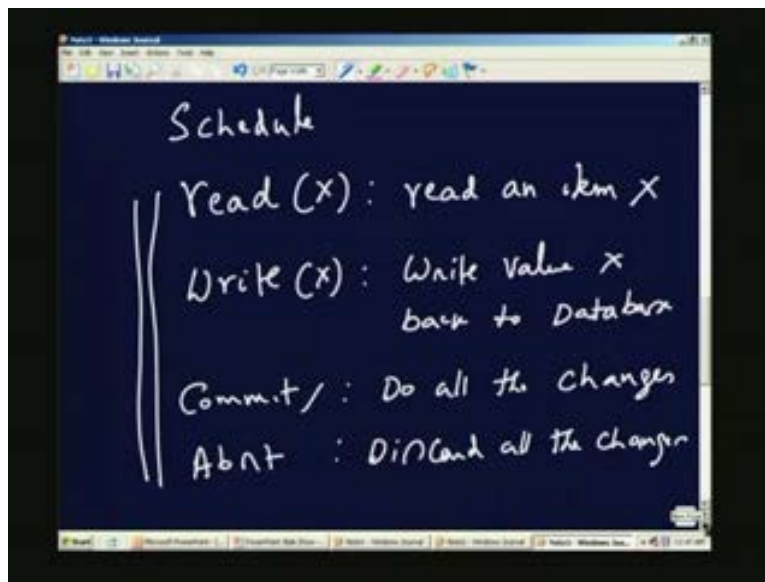 Schedule
read (x) : read an item x
Write (x) : Write value x
back to Database
Commit / : Do all the changes
Abort : Discard all the changes